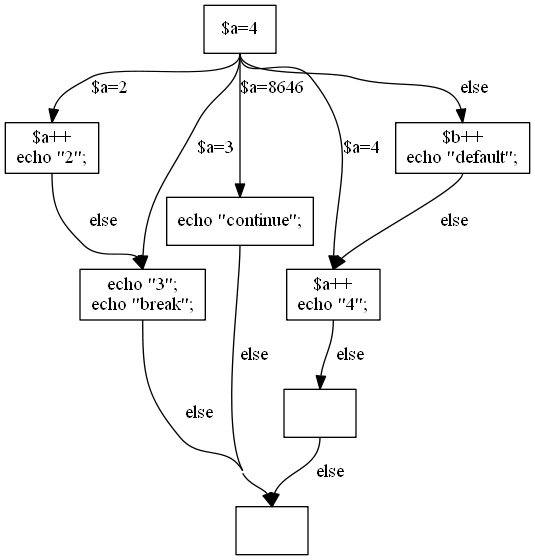 $a=4
$a=2
$a=8646
else
$a++
echo "2";
$a=3
$a=4
$b++
echo "default";
else
echo "continue";
else
echo "3";
echo "break";
$a++
echo "4";
else
else
else
else